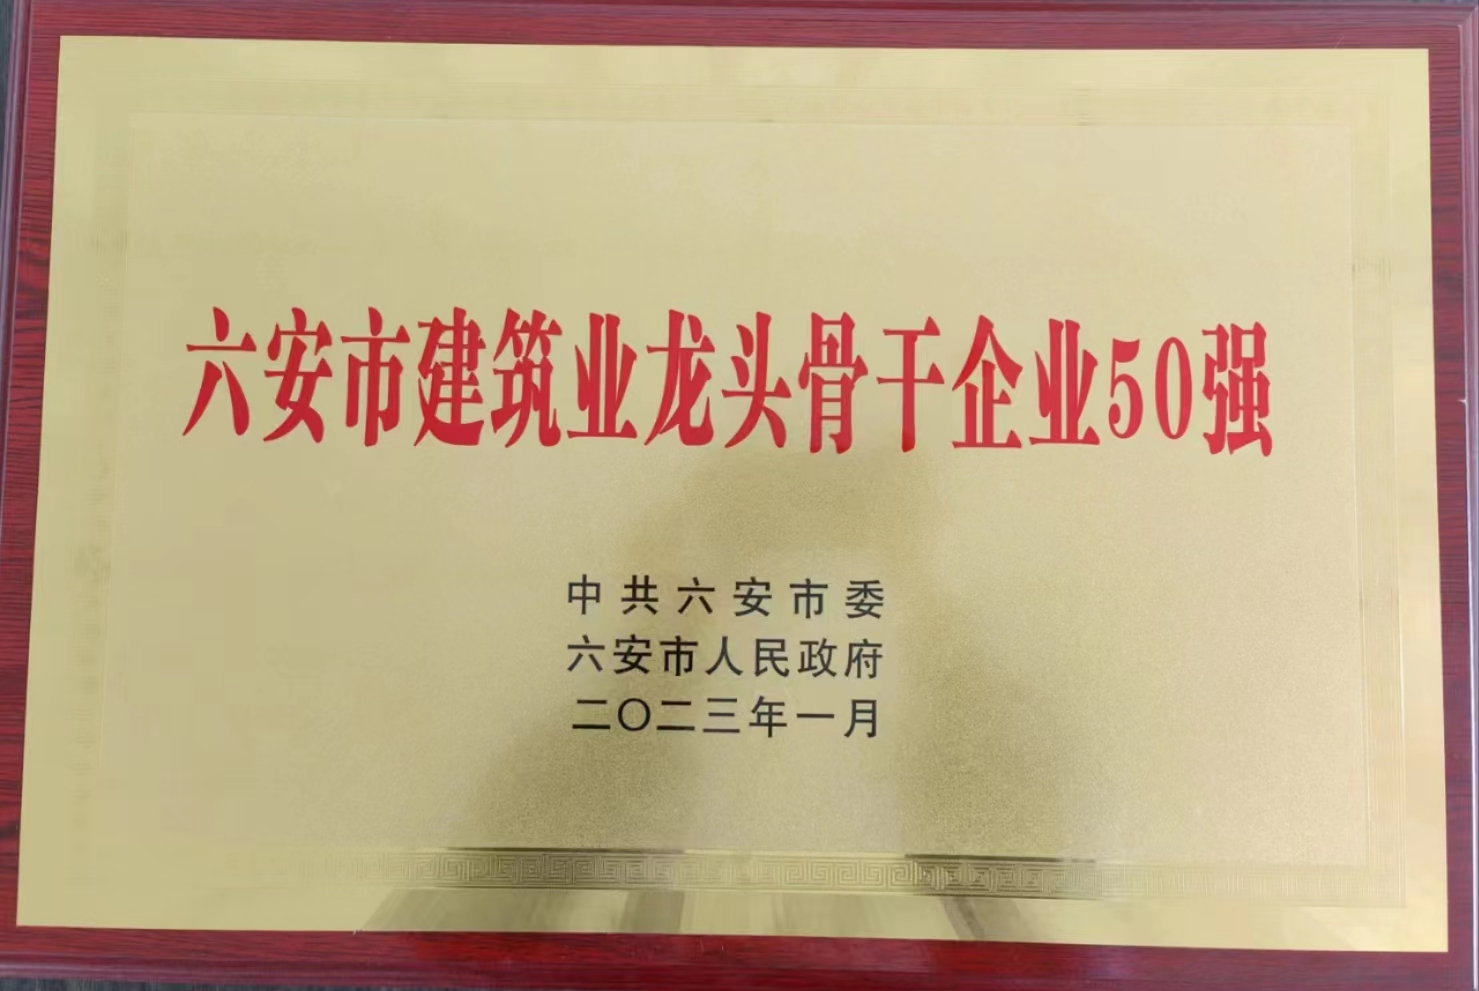 六安市建筑业龙头骨干企业50强
中共六安市委
六安市人民政府
二〇二三年一月